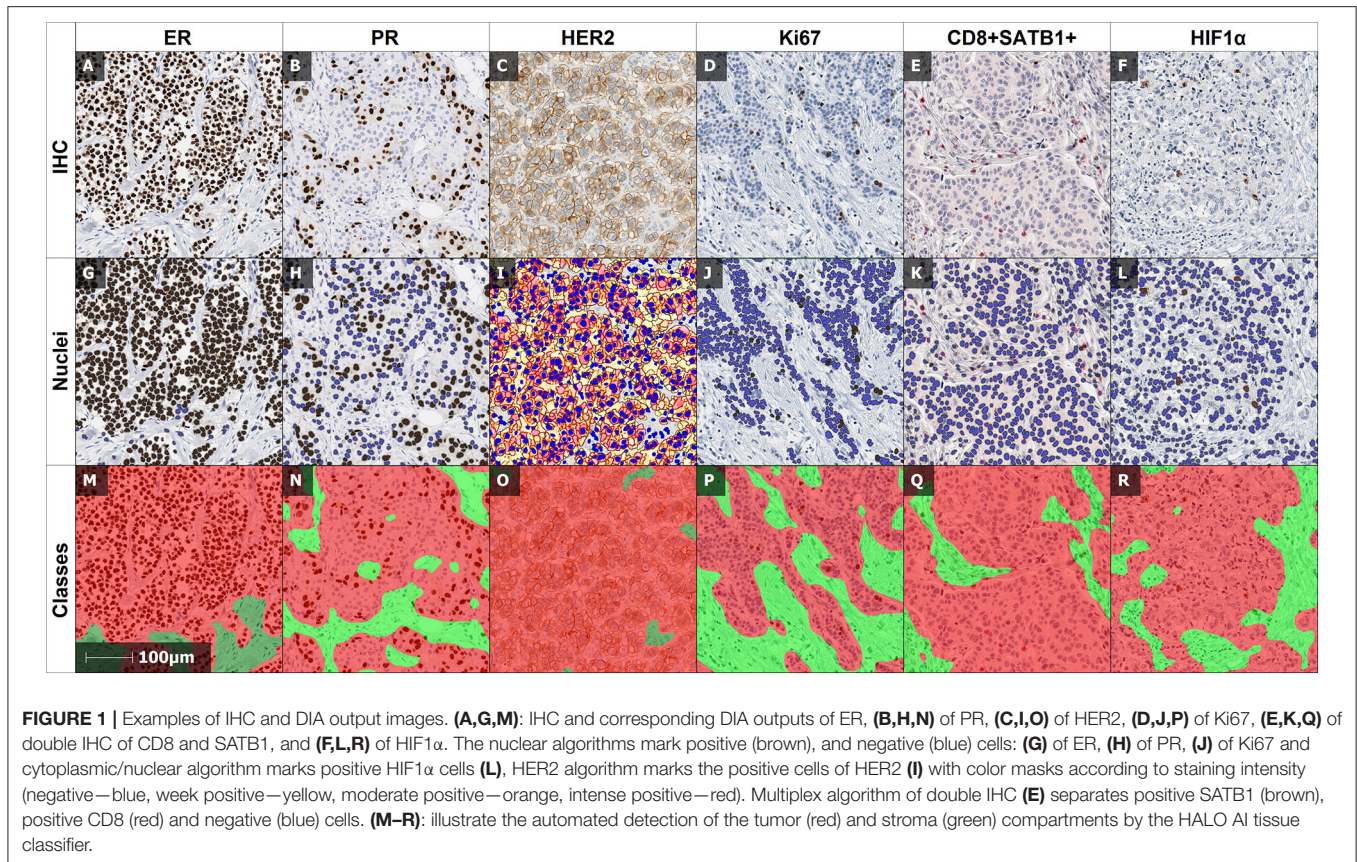 ER PR HER2 Ki67 CD8+SATB1+ HIF1α
IHC
A B C D E F
Nuclei
G H I J K L
Classes
M N O P Q R
100μm
FIGURE 1 | Examples of IHC and DIA output images. (A,G,M): IHC and corresponding DIA outputs of ER, (B,H,N) of PR, (C,I,O) of HER2, (D,J,P) of Ki67, (E,K,Q) of
double IHC of CD8 and SATB1, and (F,L,R) of HIF1α. The nuclear algorithms mark positive (brown), and negative (blue) cells: (G) of ER, (H) of PR, (J) of Ki67 and
cytoplasmic/nuclear algorithm marks positive HIF1α cells (L), HER2 algorithm marks the positive cells of HER2 (I) with color masks according to staining intensity
(negative—blue, week positive—yellow, moderate positive—orange, intense positive—red). Multiplex algorithm of double IHC (E) separates positive SATB1 (brown),
positive CD8 (red) and negative (blue) cells. (M–R): illustrate the automated detection of the tumor (red) and stroma (green) compartments by the HALO AI tissue
classifier.